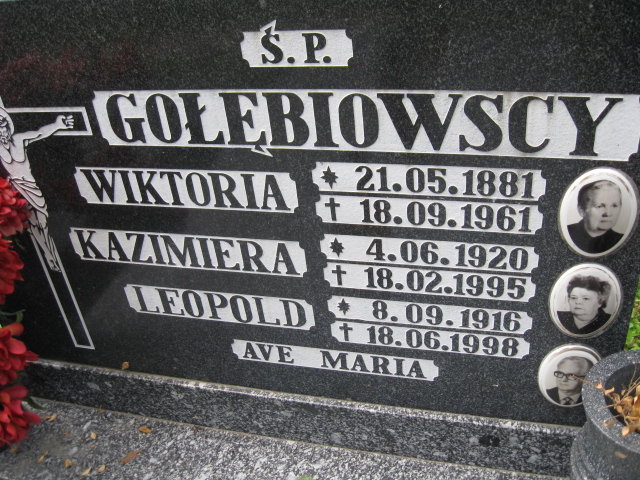 Ś.P.
GOŁĘBIOWSCY
WIKTORIA * 21.05.1881
† 18.09.1961
KAZIMIERA * 4.06.1920
† 18.02.1995
LEOPOLD * 8.09.1916
† 18.06.1998
AVE MARIA